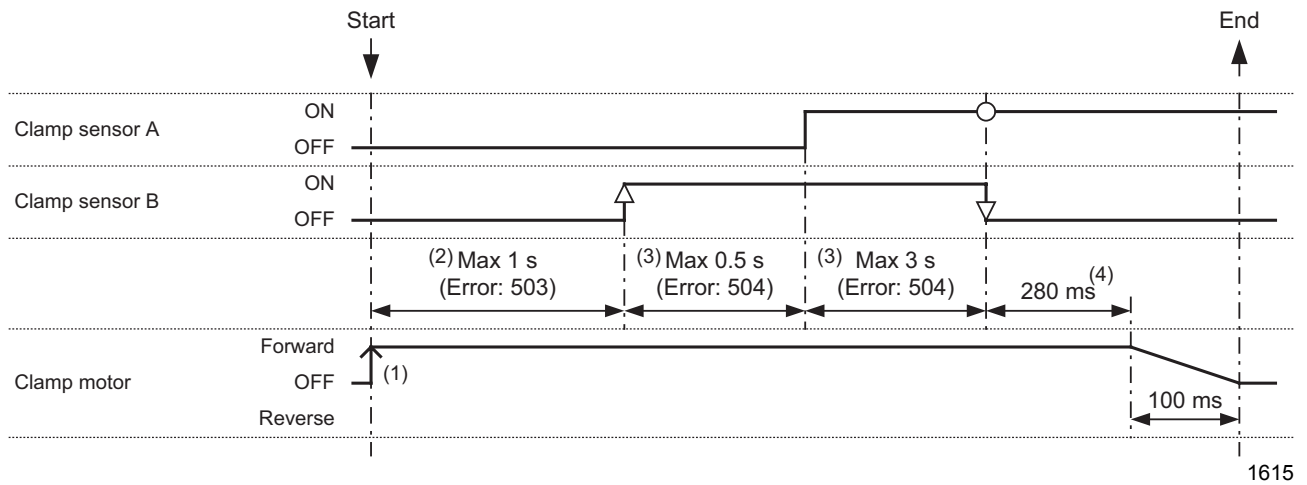 Start
End
Clamp sensor A
ON
OFF
Clamp sensor B
ON
OFF
(2) Max 1 s
(Error: 503)
(3) Max 0.5 s
(Error: 504)
(3) Max 3 s
(Error: 504)
280 ms(4)
Clamp motor
Forward
OFF
Reverse
(1)
100 ms
1615